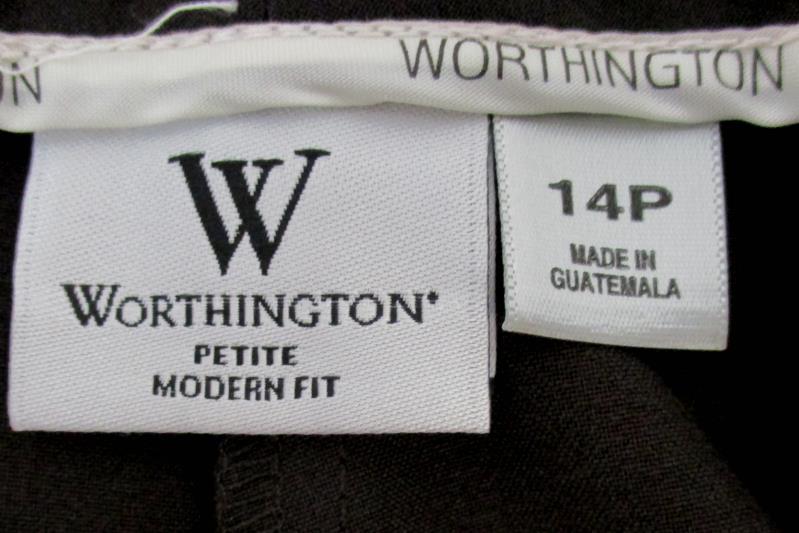 ON WORTHINGTON
W
WORTHINGTON
PETITE
MODERN FIT
14P
MADE IN
GUATEMALA